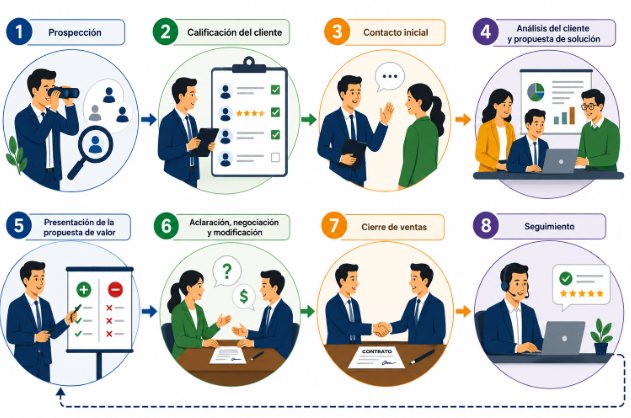 1
Prospección
2
Calificación del cliente
3
Contacto inicial
4
Análisis del cliente
y propuesta de solución
5
Presentación de la
propuesta de valor
6
Aclaración, negociación
y modificación
?
$
7
Cierre de ventas
CONTRATO
8
Seguimiento